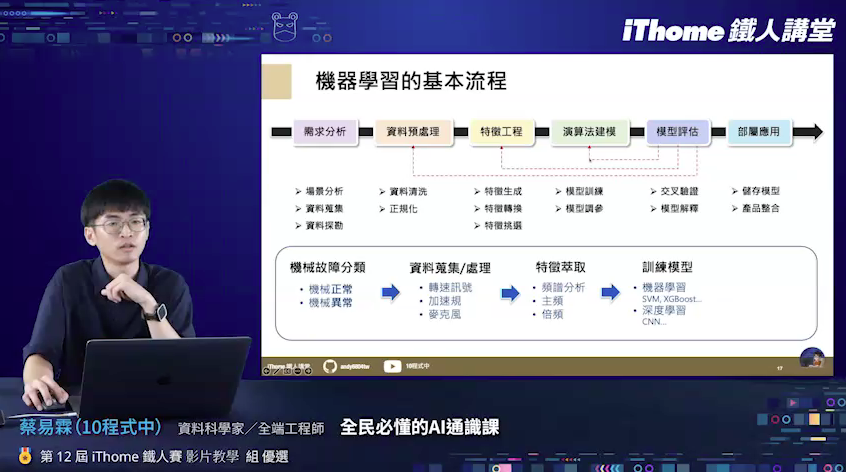 iThome 鐵人講堂
機器學習的基本流程
需求分析
資料預處理
特徵工程
演算法建模
模型評估
部屬應用
➢ 場景分析
➢ 資料蒐集
➢ 資料探勘
➢ 資料清洗
➢ 正規化
➢ 特徵生成
➢ 特徵轉換
➢ 特徵挑選
➢ 模型訓練
➢ 模型調參
➢ 交叉驗證
➢ 模型解釋
➢ 儲存模型
➢ 產品整合
機械故障分類
• 機械正常
• 機械異常
資料蒐集/處理
• 轉速訊號
• 加速規
• 麥克風
特徵萃取
• 頻譜分析
• 主頻
• 倍頻
訓練模型
• 機器學習
SVM, XGBoost...
• 深度學習
CNN...
iThome 鐵人講堂
andy6804tw
10程式中
17
蔡易霖(10程式中) 資料科學家／全端工程師 全民必懂的AI通識課
第 12 屆 iThome 鐵人賽 影片教學 組 優選